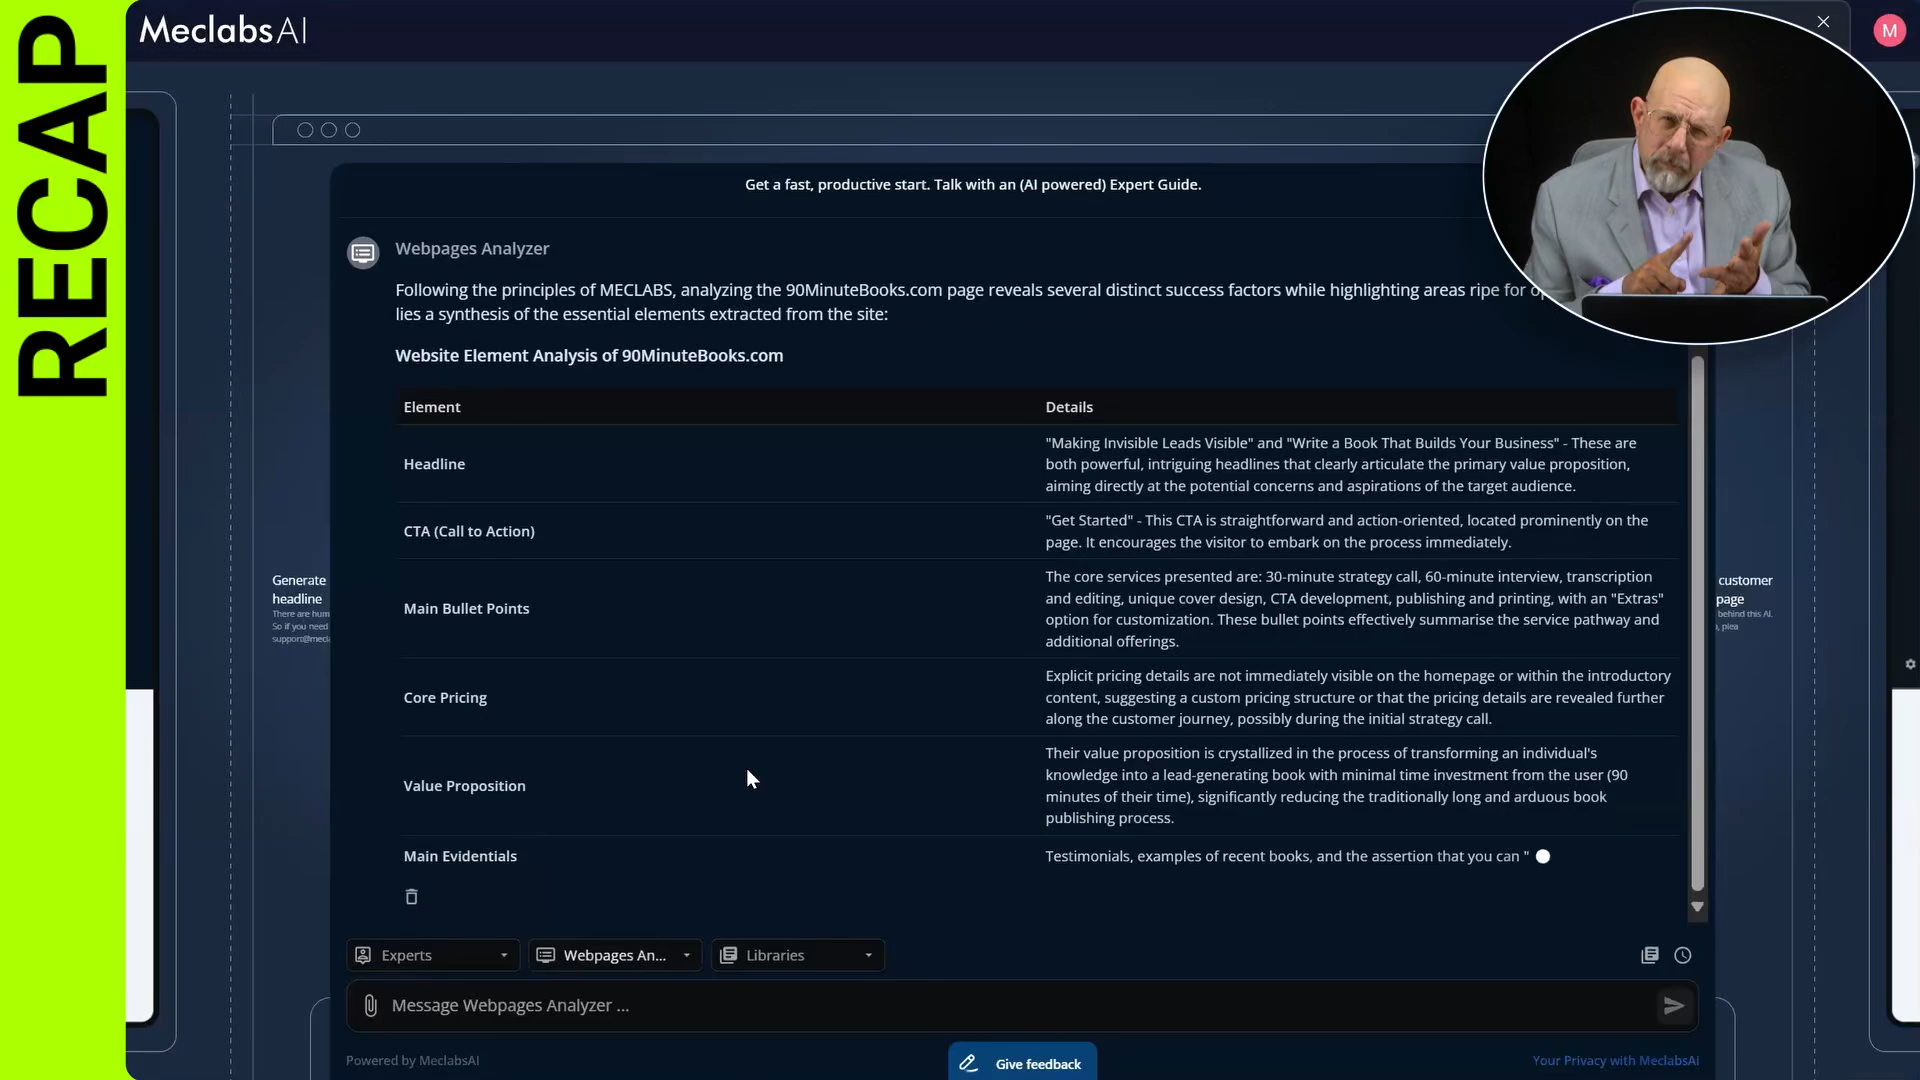 RECAP
MeclabsAI
M
Get a fast, productive start. Talk with an (AI powered) Expert Guide.
Webpages Analyzer
Following the principles of MECLABS, analyzing the 90MinuteBooks.com page reveals several distinct success factors while highlighting areas ripe for
lies a synthesis of the essential elements extracted from the site:
Website Element Analysis of 90MinuteBooks.com
Element Details
Headline
"Making Invisible Leads Visible" and "Write a Book That Builds Your Business" - These are
both powerful, intriguing headlines that clearly articulate the primary value proposition,
aiming directly at the potential concerns and aspirations of the target audience.
CTA (Call to Action)
"Get Started" - This CTA is straightforward and action-oriented, located prominently on the
page. It encourages the visitor to embark on the process immediately.
Main Bullet Points
The core services presented are: 30-minute strategy call, 60-minute interview, transcription
and editing, unique cover design, CTA development, publishing and printing, with an "Extras"
option for customization. These bullet points effectively summarise the service pathway and
additional offerings.
Core Pricing
Explicit pricing details are not immediately visible on the homepage or within the introductory
content, suggesting a custom pricing structure or that the pricing details are revealed further
along the customer journey, possibly during the initial strategy call.
Value Proposition
Their value proposition is crystallized in the process of transforming an individual's
knowledge into a lead-generating book with minimal time investment from the user (90
minutes of their time), significantly reducing the traditionally long and arduous book
publishing process.
Main Evidentials
Testimonials, examples of recent books, and the assertion that you can "
Generate
headline
There are hum
So if you need
support@mecla
customer
page
behind this AI.
, plea
Experts
Webpages An...
Libraries
Message Webpages Analyzer ...
Powered by MeclabsAI
Give feedback
Your Privacy with MeclabsAI